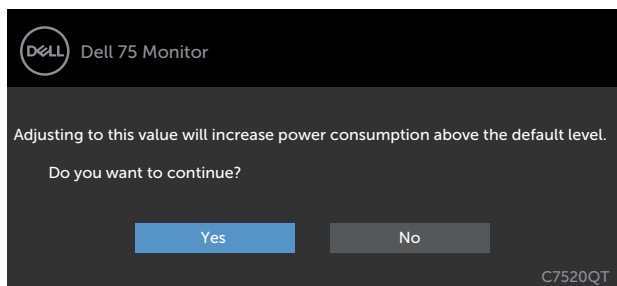 DELL Dell 75 Monitor
Adjusting to this value will increase power consumption above the default level.
Do you want to continue?
Yes No
C7520QT